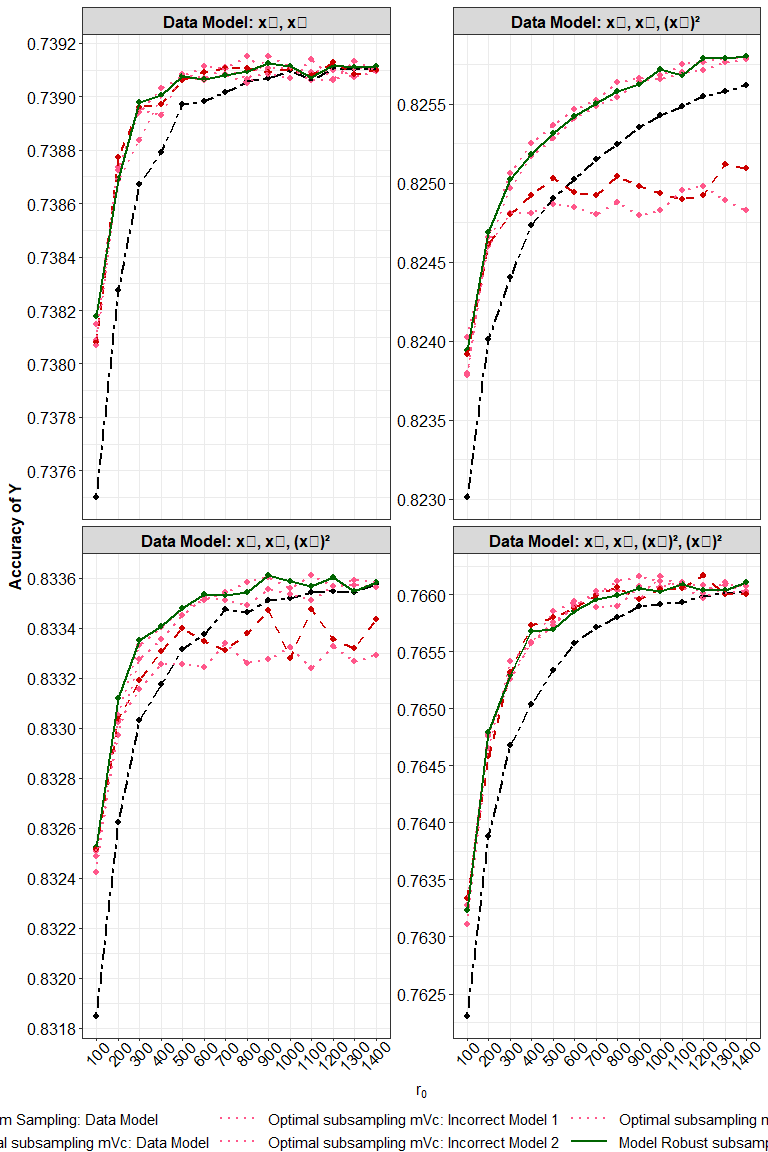 Data Model: x▯, x▯
Data Model: x▯, x▯, (x▯)²
0.7392
0.7390
0.7388
0.7386
0.7384
0.7382
0.7380
0.7378
0.7376
0.8255
0.8250
0.8245
0.8240
0.8235
0.8230
Accuracy of Y
Data Model: x▯, x▯, (x▯)²
Data Model: x▯, x▯, (x▯)², (x▯)²
0.8336
0.8334
0.8332
0.8330
0.8328
0.8326
0.8324
0.8322
0.8320
0.8318
0.7660
0.7655
0.7650
0.7645
0.7640
0.7635
0.7630
0.7625
100 200 300 400 500 600 700 800 900 1000 1100 1200 1300 1400
100 200 300 400 500 600 700 800 900 1000 1100 1200 1300 1400
r₀
m Sampling: Data Model
Optimal subsampling mVc: Incorrect Model 1
Optimal subsampling m
al subsampling mVc: Data Model
Optimal subsampling mVc: Incorrect Model 2
Model Robust subsamp